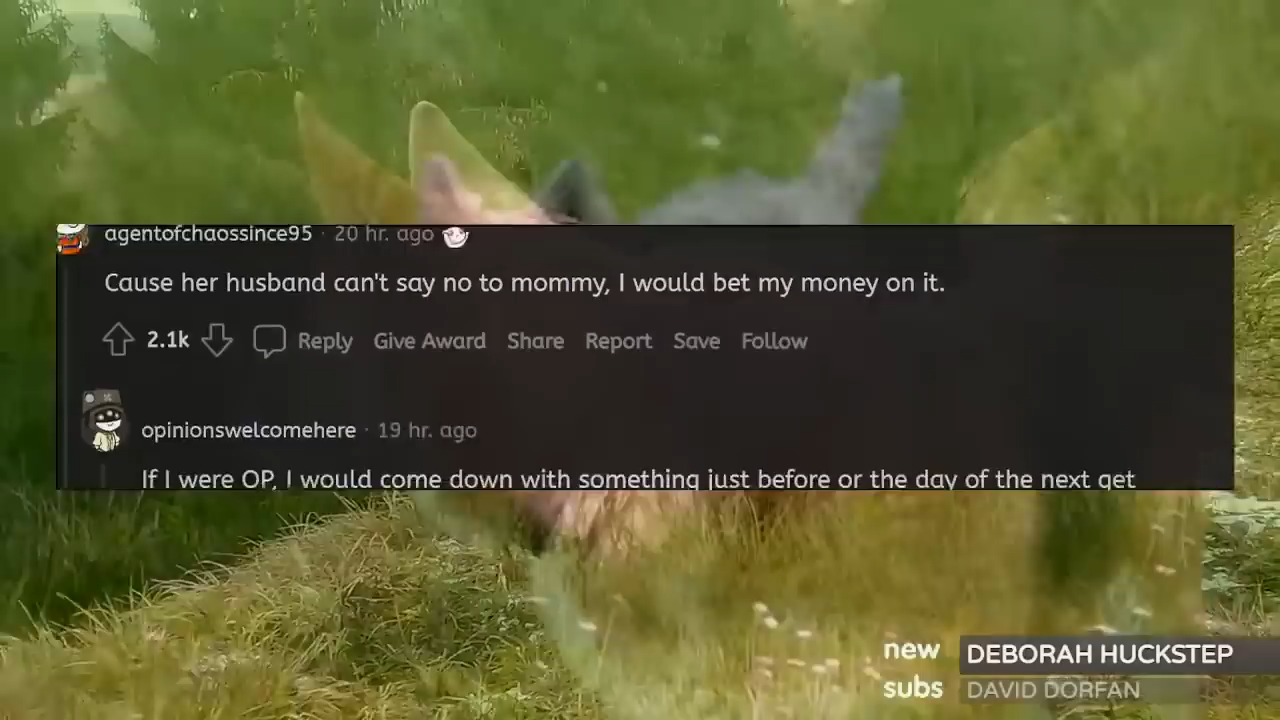 agentofchaossince95 · 20 hr. ago
Cause her husband can't say no to mommy, I would bet my money on it.
2.1k Reply Give Award Share Report Save Follow
opinionswelcomehere · 19 hr. ago
If I were OP, I would come down with something just before or the day of the next get
new DEBORAH HUCKSTEP
subs DAVID DORFAN